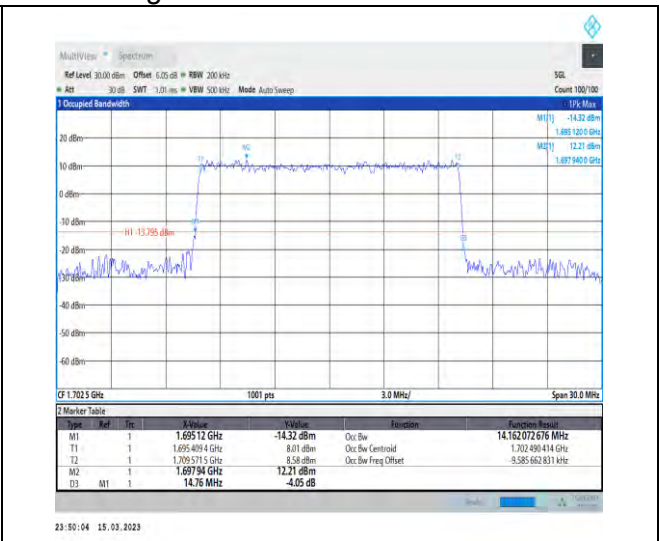 MultiView Spectrum
Ref Level 30.00 dBm Offset 6.05 dB RBW 200 kHz SGL
Att 30 dB SWT 1.01 ms VBW 500 kHz Mode Auto Sweep Count 100/100
1 Occupied Bandwidth 1Pk Max
M1[1] -14.32 dBm
1.695 120 0 GHz
M2[1] 12.21 dBm
1.697 940 0 GHz
20 dBm
M2
T1 T2
10 dBm
0 dBm
-10 dBm
H1 -13.795 dBm
-20 dBm
-30 dBm
-40 dBm
-50 dBm
-60 dBm
CF 1.702 5 GHz 1001 pts 3.0 MHz/ Span 30.0 MHz
2 Marker Table
Type Ref Trc X-Value Y-Value Function Function Result
M1 1 1.695 12 GHz -14.32 dBm Occ Bw 14.162 072 676 MHz
T1 1 1.695 409 4 GHz 8.01 dBm Occ Bw Centroid 1.702 490 414 GHz
T2 1 1.709 571 5 GHz 8.58 dBm Occ Bw Freq Offset -9.585 662 831 kHz
M2 1 1.697 94 GHz 12.21 dBm
D3 M1 1 14.76 MHz -4.05 dB
23:50:04 15.03.2023